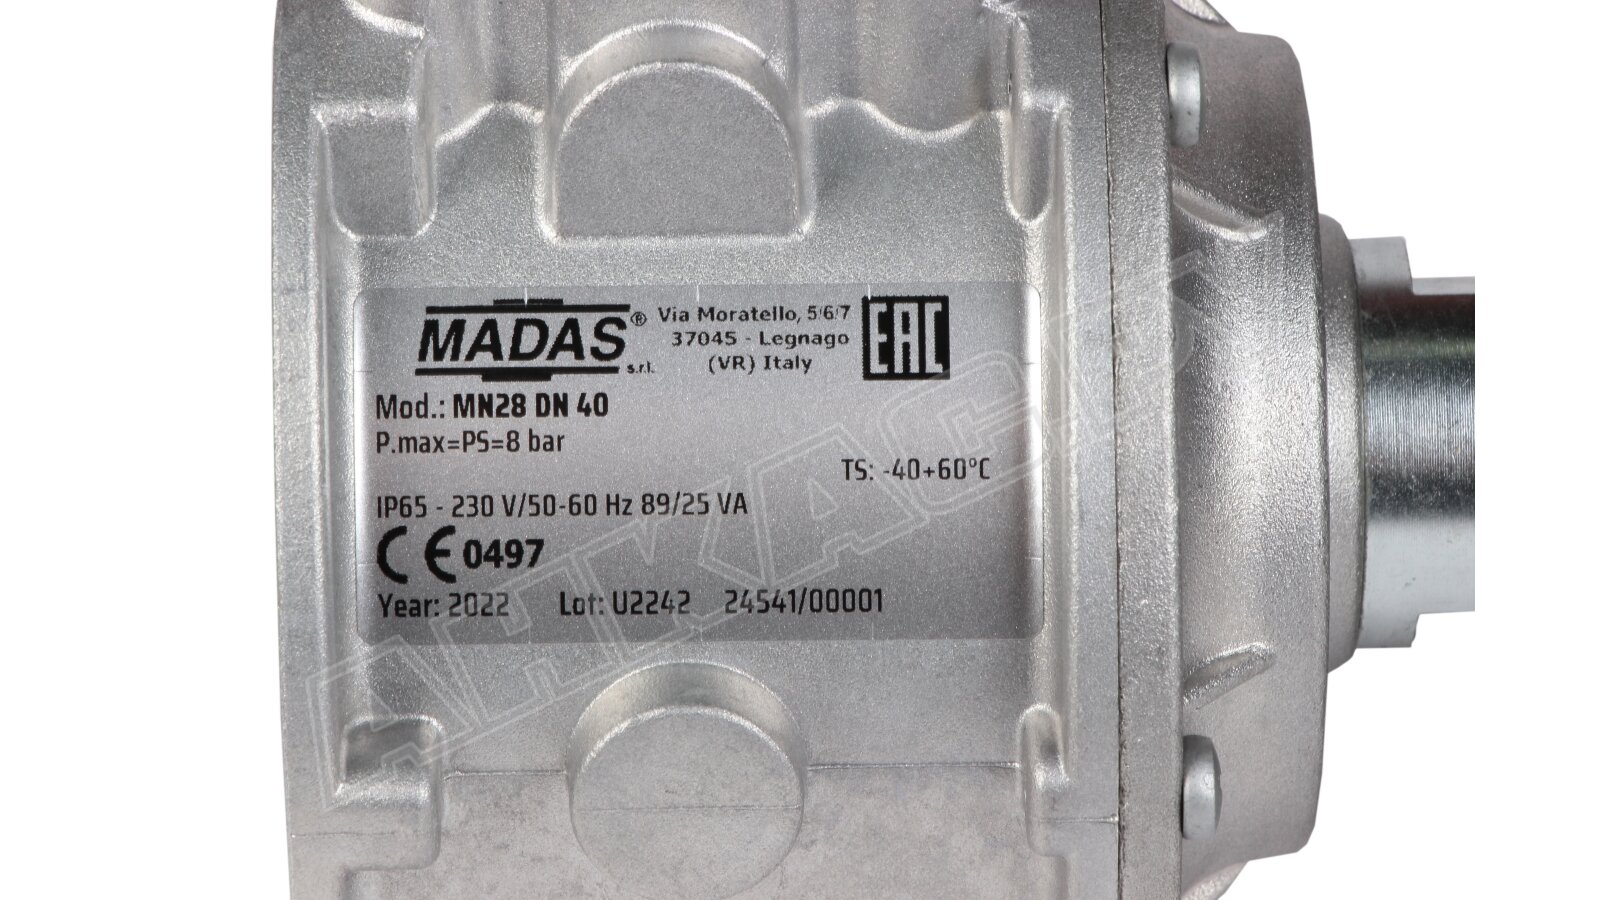 MADAS® s.r.l.
Via Moratello, 5/6/7
37045 - Legnago
(VR) Italy
EAC
Mod.: MN28 DN 40
P.max=PS=8 bar
TS: -40+60°C
IP65 - 230 V/50-60 Hz 89/25 VA
CE 0497
Year: 2022 Lot: U2242 24541/00001